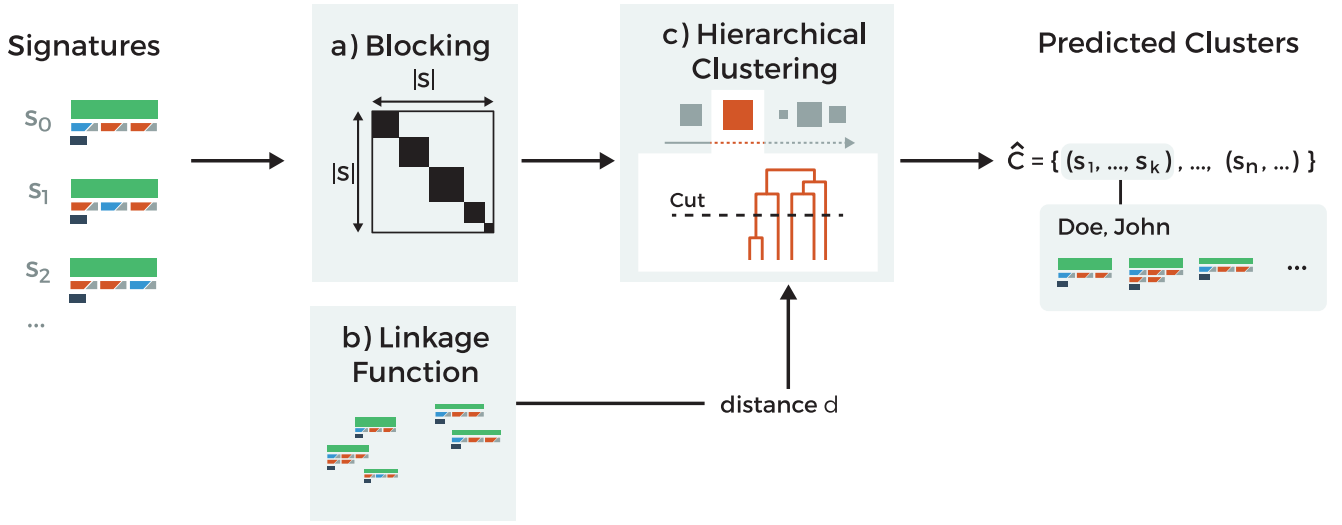 Signatures
s0
s1
s2
...
a) Blocking
|s|
|s|
b) Linkage
Function
c) Hierarchical
Clustering
Cut
distance d
Predicted Clusters
Ĉ = { (s1, ..., sk) , ..., (sn, ...) }
Doe, John
...